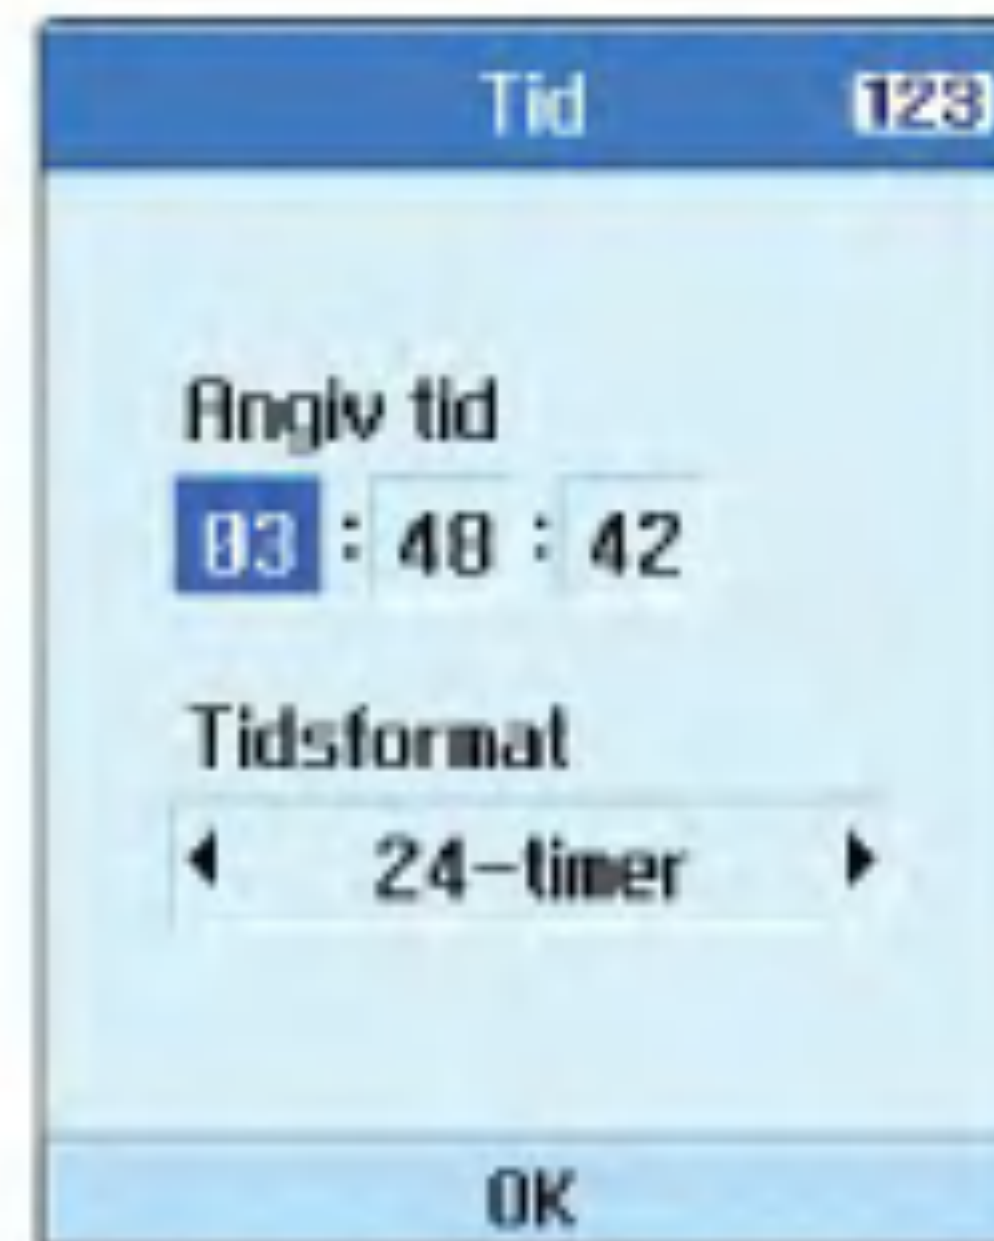 Tid 123
Angiv tid
03 : 48 : 42
Tidsformat
24-timer
OK